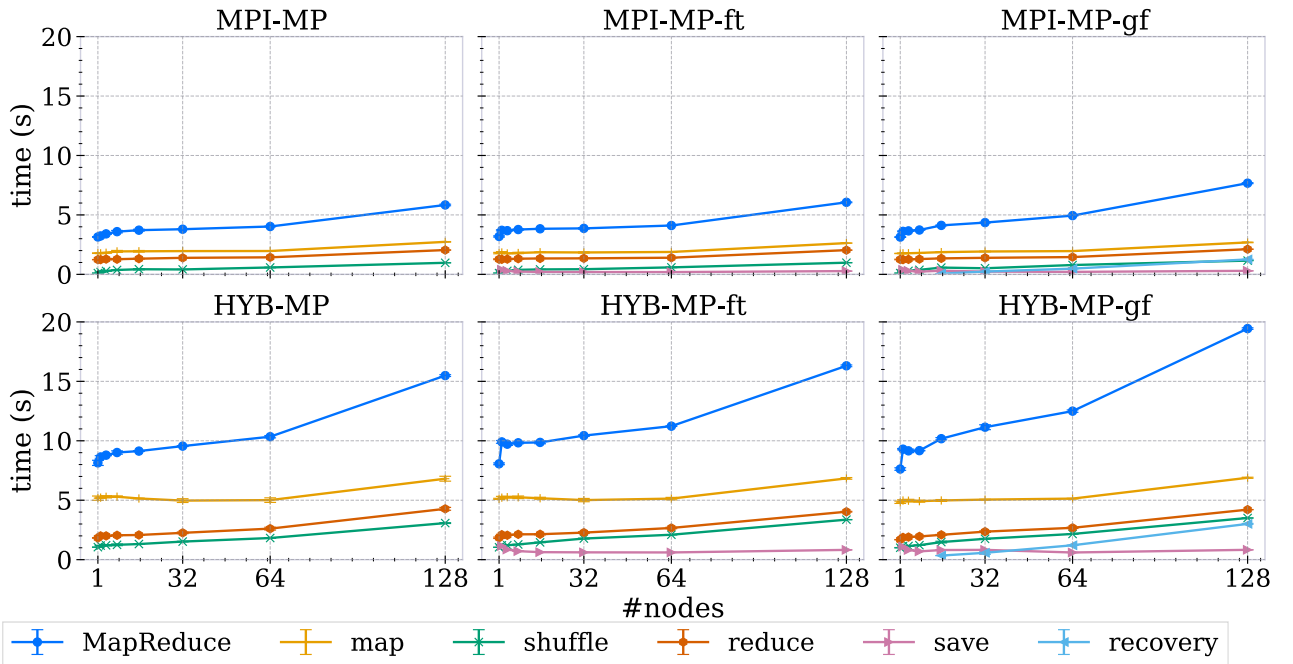 MPI-MP MPI-MP-ft MPI-MP-gf
20
15
10
5
0
time (s)
HYB-MP HYB-MP-ft HYB-MP-gf
20
15
10
5
0
time (s)
1 32 64 128 1 32 64 128 1 32 64 128
#nodes
MapReduce map shuffle reduce save recovery